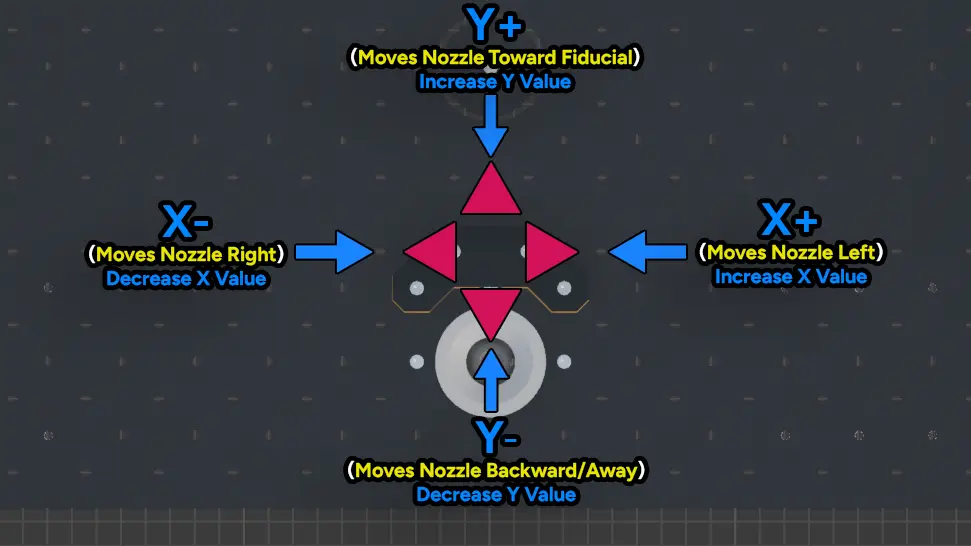 Y+
(Moves Nozzle Toward Fiducial)
Increase Y Value
X-
(Moves Nozzle Right)
Decrease X Value
X+
(Moves Nozzle Left)
Increase X Value
Y-
(Moves Nozzle Backward/Away)
Decrease Y Value